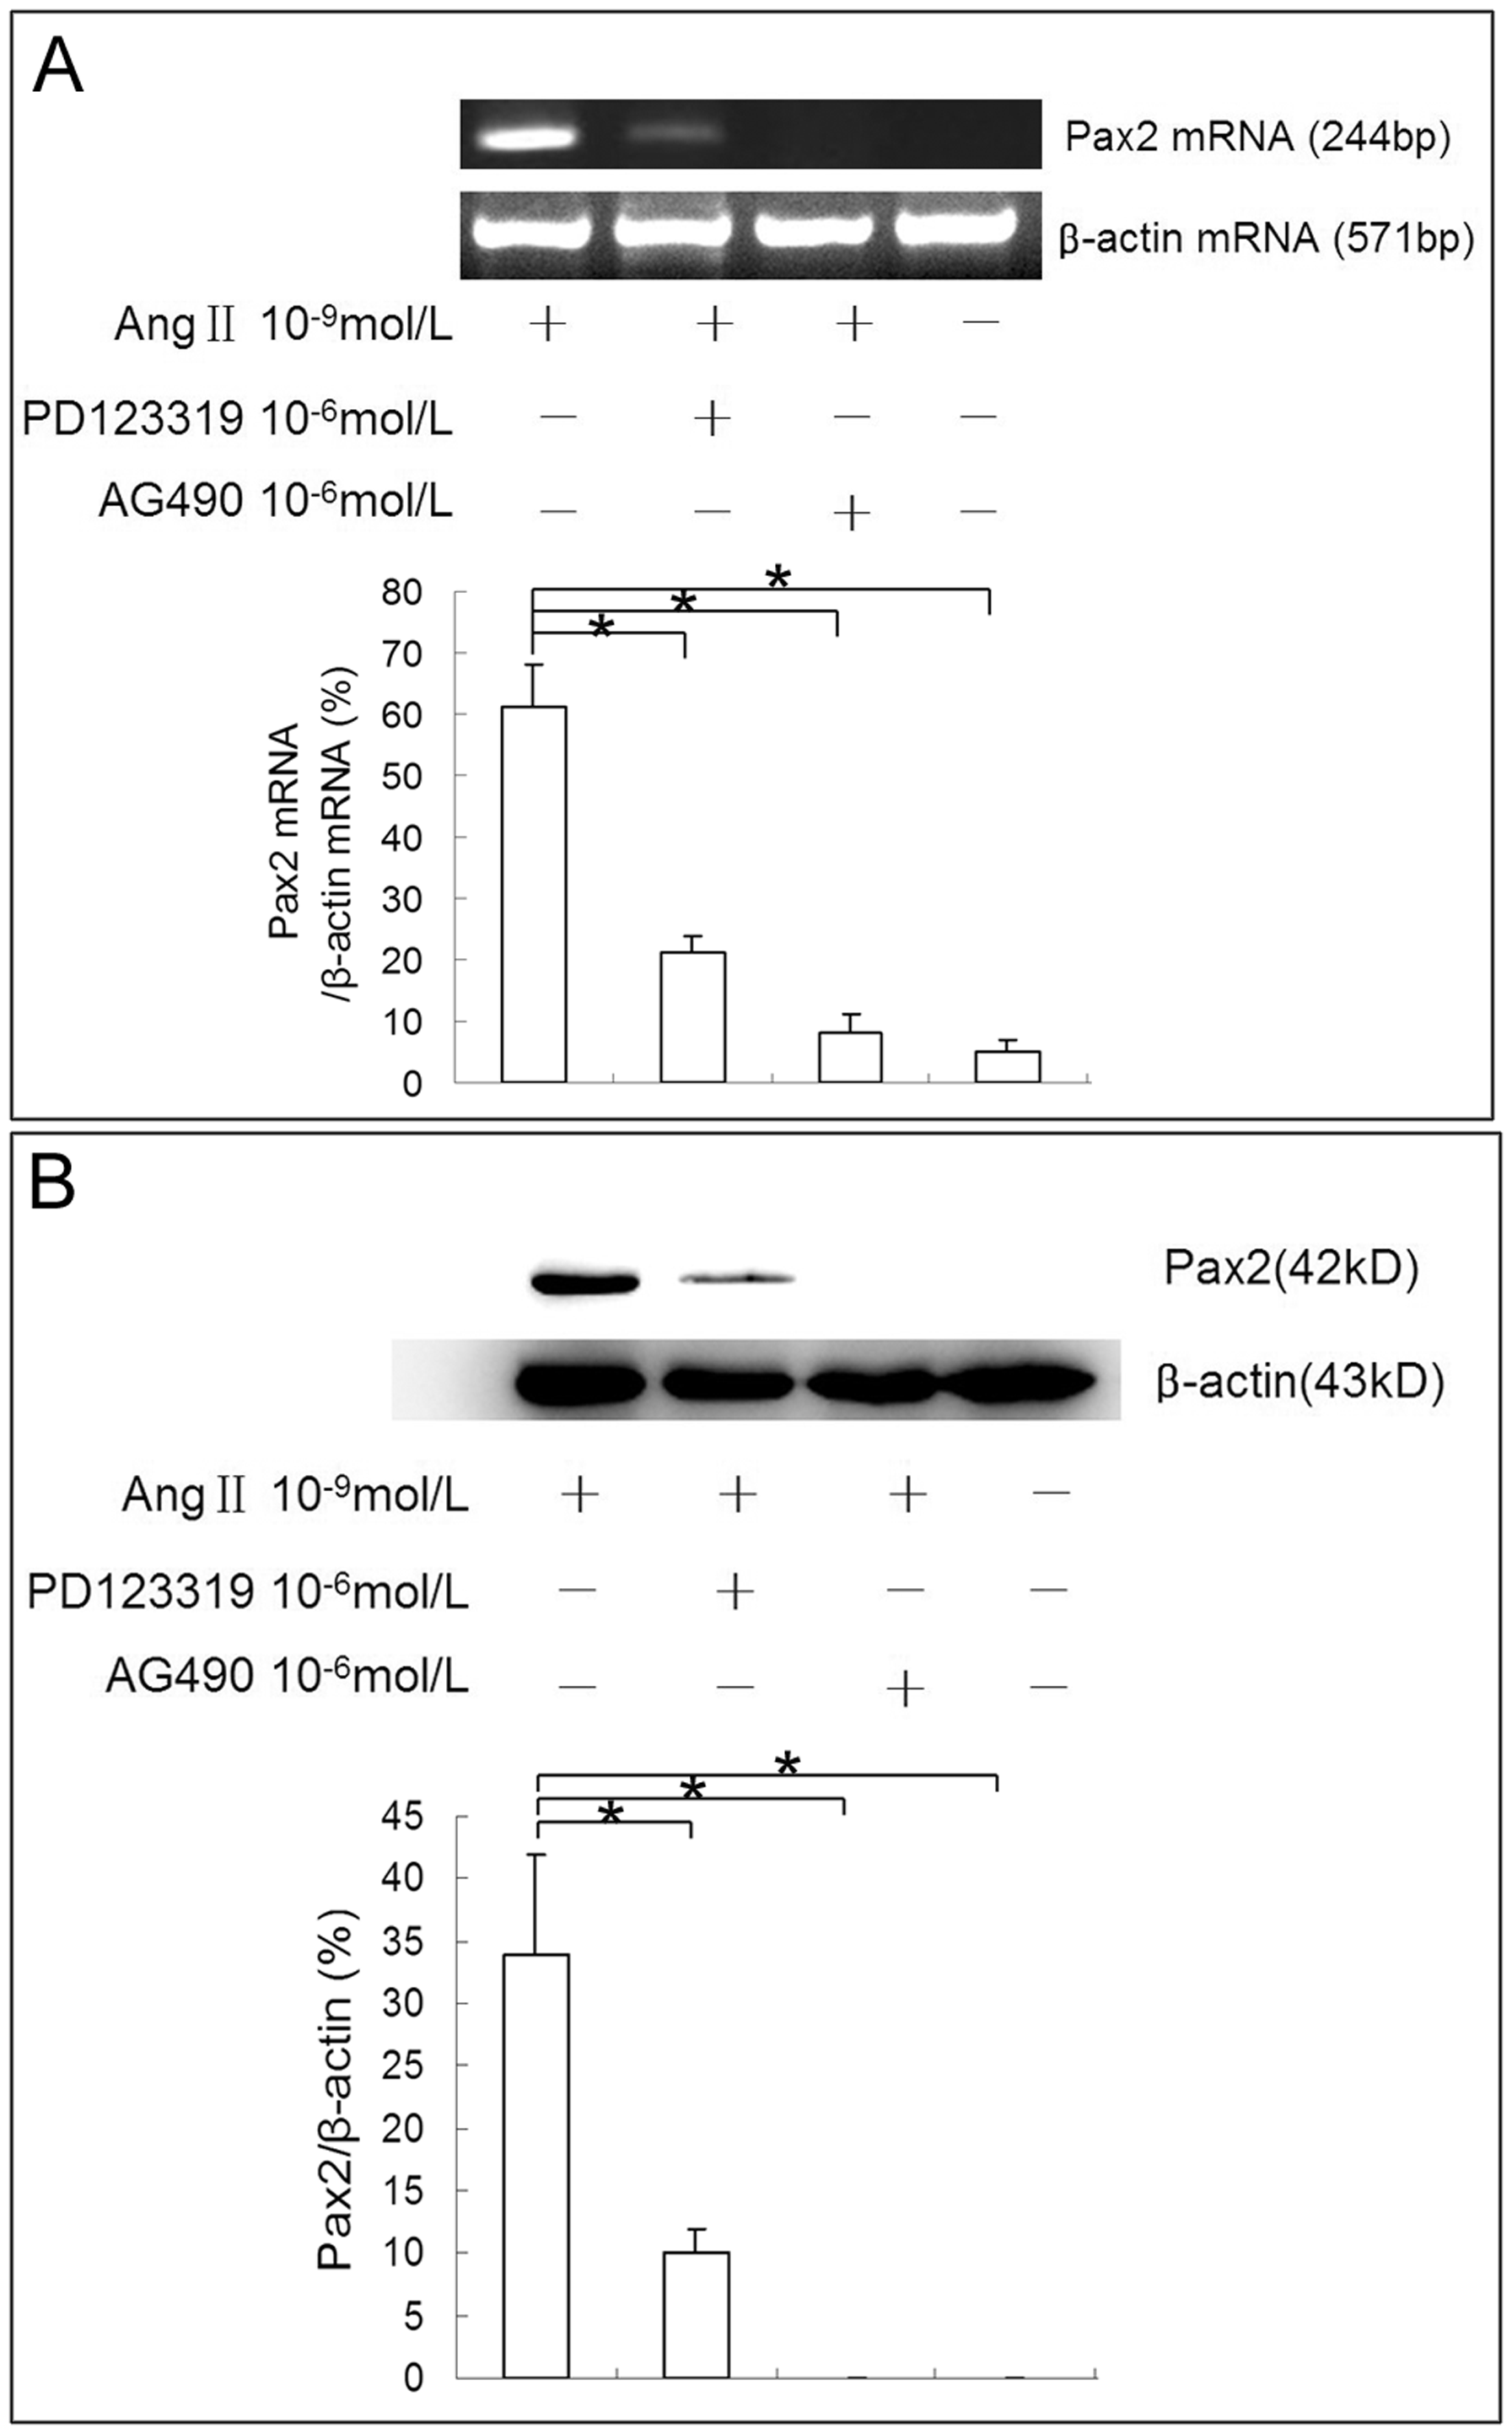 A
Pax2 mRNA (244bp)
β-actin mRNA (571bp)
Ang Ⅱ 10-9mol/L + + + —
PD123319 10-6mol/L — + — —
AG490 10-6mol/L — — + —
*
*
*
80
70
60
50
40
30
20
10
0
Pax2 mRNA
/β-actin mRNA (%)
B
Pax2(42kD)
β-actin(43kD)
Ang Ⅱ 10-9mol/L + + + —
PD123319 10-6mol/L — + — —
AG490 10-6mol/L — — + —
*
*
*
45
40
35
30
25
20
15
10
5
0
Pax2/β-actin (%)